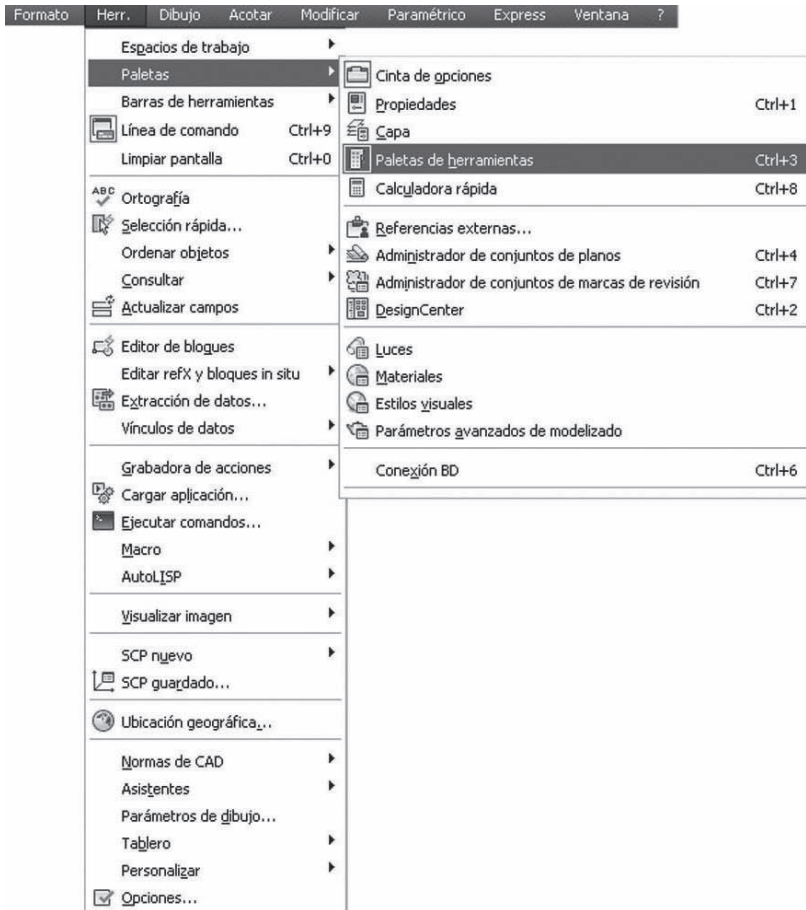 Formato Herr. Dibujo Acotar Modificar Paramétrico Express Ventana ?
Espacios de trabajo
Paletas
Barras de herramientas
Línea de comando Ctrl+9
Limpiar pantalla Ctrl+0
ABC Ortografía
Selección rápida...
Ordenar objetos
Consultar
Actualizar campos
Editor de bloques
Editar refX y bloques in situ
Extracción de datos...
Vínculos de datos
Grabadora de acciones
Cargar aplicación...
Ejecutar comandos...
Macro
AutoLISP
Visualizar imagen
SCP nuevo
SCP guardado...
Ubicación geográfica...
Normas de CAD
Asistentes
Parámetros de dibujo...
Tablero
Personalizar
Opciones...
Cinta de opciones
Propiedades Ctrl+1
Capa
Paletas de herramientas Ctrl+3
Calculadora rápida Ctrl+8
Referencias externas...
Administrador de conjuntos de planos Ctrl+4
Administrador de conjuntos de marcas de revisión Ctrl+7
DesignCenter Ctrl+2
Luces
Materiales
Estilos visuales
Parámetros avanzados de modelizado
Conexión BD Ctrl+6